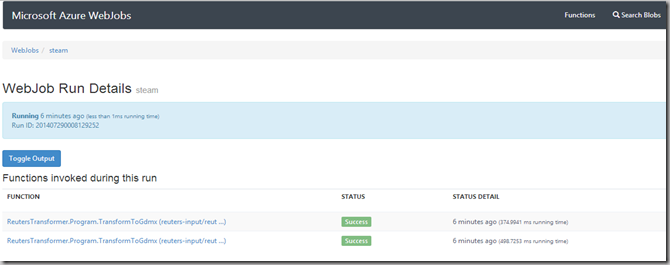 Microsoft Azure WebJobs Functions Search Blobs
WebJobs / steam
WebJob Run Details steam
Running 6 minutes ago (less than 1ms running time)
Run ID: 201407290008129252
Toggle Output
Functions invoked during this run
FUNCTION STATUS STATUS DETAIL
ReutersTransformer.Program.TransformToGdmx (reuters-input/reut ...) Success 6 minutes ago (374.9941 ms running time)
ReutersTransformer.Program.TransformToGdmx (reuters-input/reut ...) Success 6 minutes ago (498.7253 ms running time)